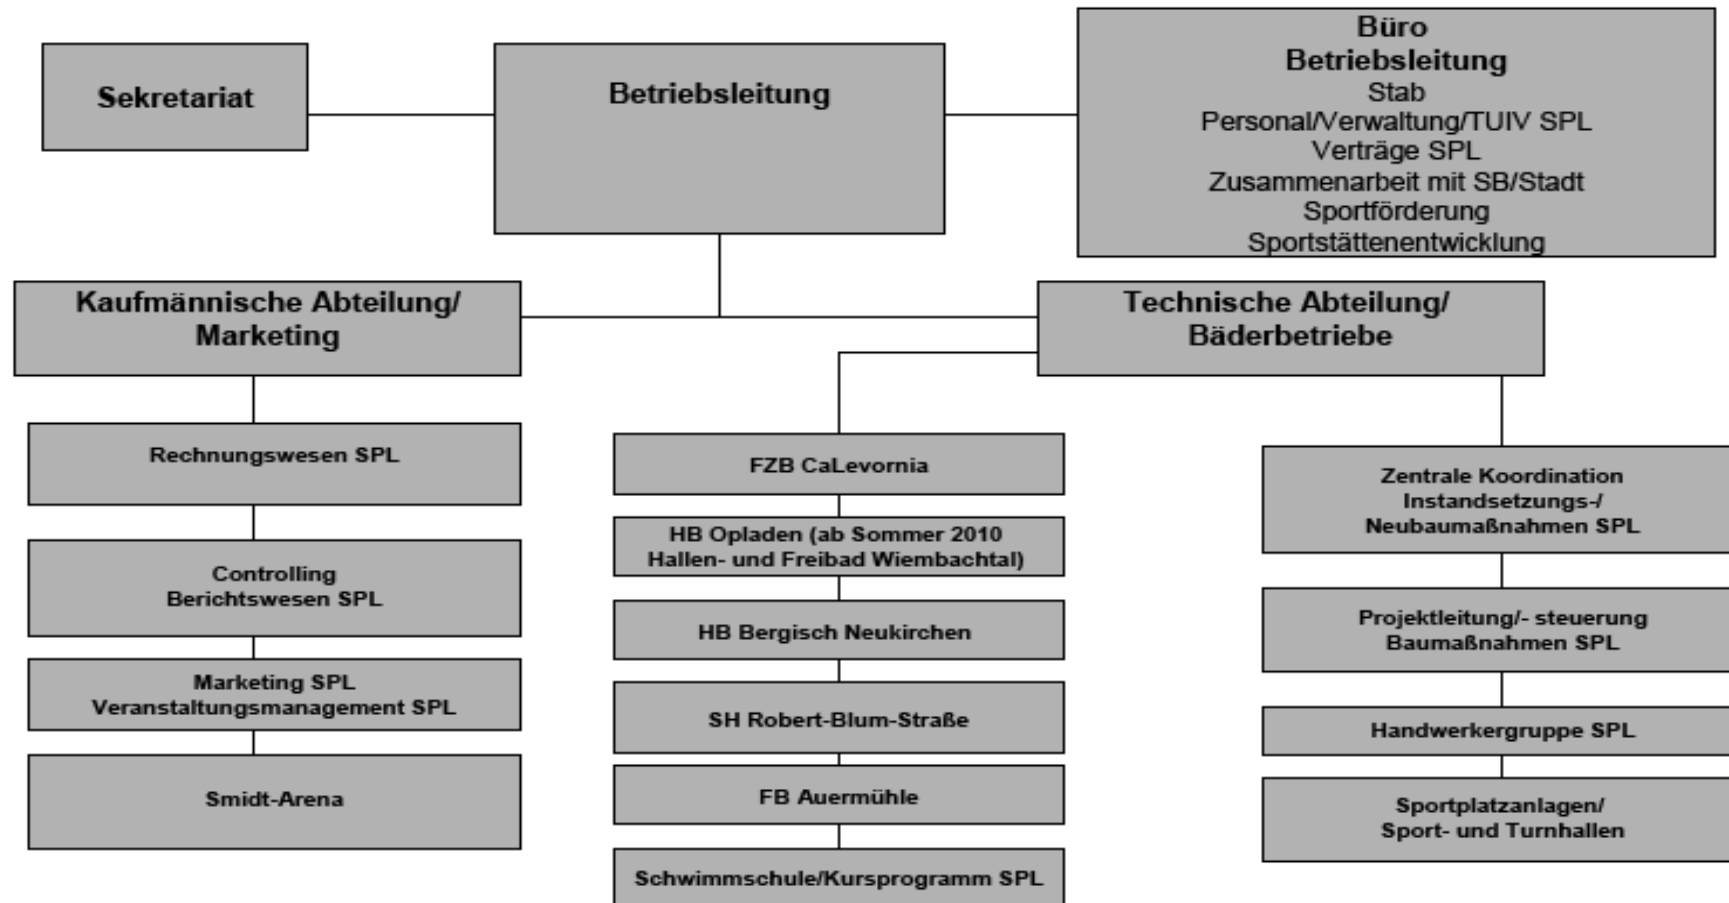 Sekretariat
Betriebsleitung
Büro
Betriebsleitung
Stab
Personal/Verwaltung/TUIV SPL
Verträge SPL
Zusammenarbeit mit SB/Stadt
Sportförderung
Sportstättenentwicklung
Kaufmännische Abteilung/
Marketing
Technische Abteilung/
Bäderbetriebe
Rechnungswesen SPL
Controlling
Berichtswesen SPL
Marketing SPL
Veranstaltungsmanagement SPL
Smidt-Arena
FZB CaLevornia
HB Opladen (ab Sommer 2010
Hallen- und Freibad Wiembachtal)
HB Bergisch Neukirchen
SH Robert-Blum-Straße
FB Auermühle
Schwimmschule/Kursprogramm SPL
Zentrale Koordination
Instandsetzungs-/
Neubaumaßnahmen SPL
Projektleitung/- steuerung
Baumaßnahmen SPL
Handwerkergruppe SPL
Sportplatzanlagen/
Sport- und Turnhallen